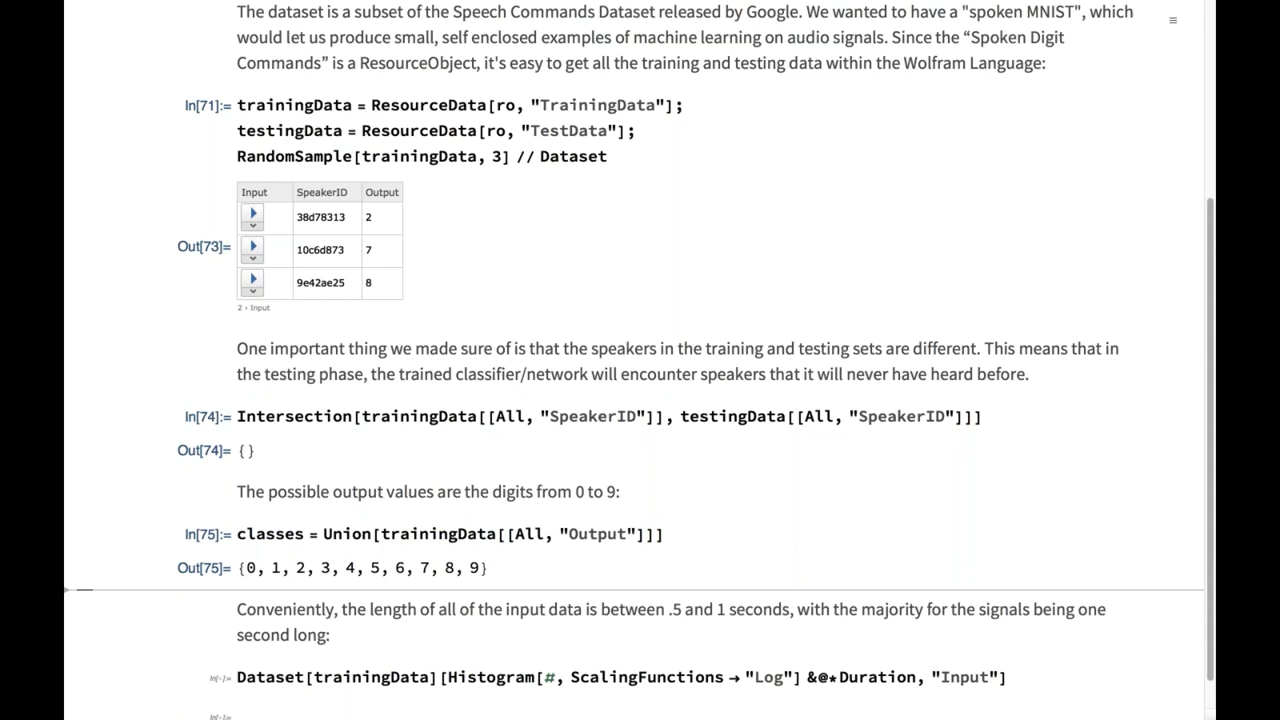 The dataset is a subset of the Speech Commands Dataset released by Google. We wanted to have a "spoken MNIST", which
would let us produce small, self enclosed examples of machine learning on audio signals. Since the “Spoken Digit
Commands” is a ResourceObject, it's easy to get all the training and testing data within the Wolfram Language:
In[71]:= trainingData = ResourceData[ro, "TrainingData"];
testingData = ResourceData[ro, "TestData"];
RandomSample[trainingData, 3] // Dataset
Input SpeakerID Output
38d78313 2
Out[73]= 10c6d873 7
9e42ae25 8
2 › Input
One important thing we made sure of is that the speakers in the training and testing sets are different. This means that in
the testing phase, the trained classifier/network will encounter speakers that it will never have heard before.
In[74]:= Intersection[trainingData[[All, "SpeakerID"]], testingData[[All, "SpeakerID"]]]
Out[74]= {}
The possible output values are the digits from 0 to 9:
In[75]:= classes = Union[trainingData[[All, "Output"]]]
Out[75]= {0, 1, 2, 3, 4, 5, 6, 7, 8, 9}
Conveniently, the length of all of the input data is between .5 and 1 seconds, with the majority for the signals being one
second long:
In[•]:= Dataset[trainingData][Histogram[#, ScalingFunctions → "Log"] &@*Duration, "Input"]
In[•]:=